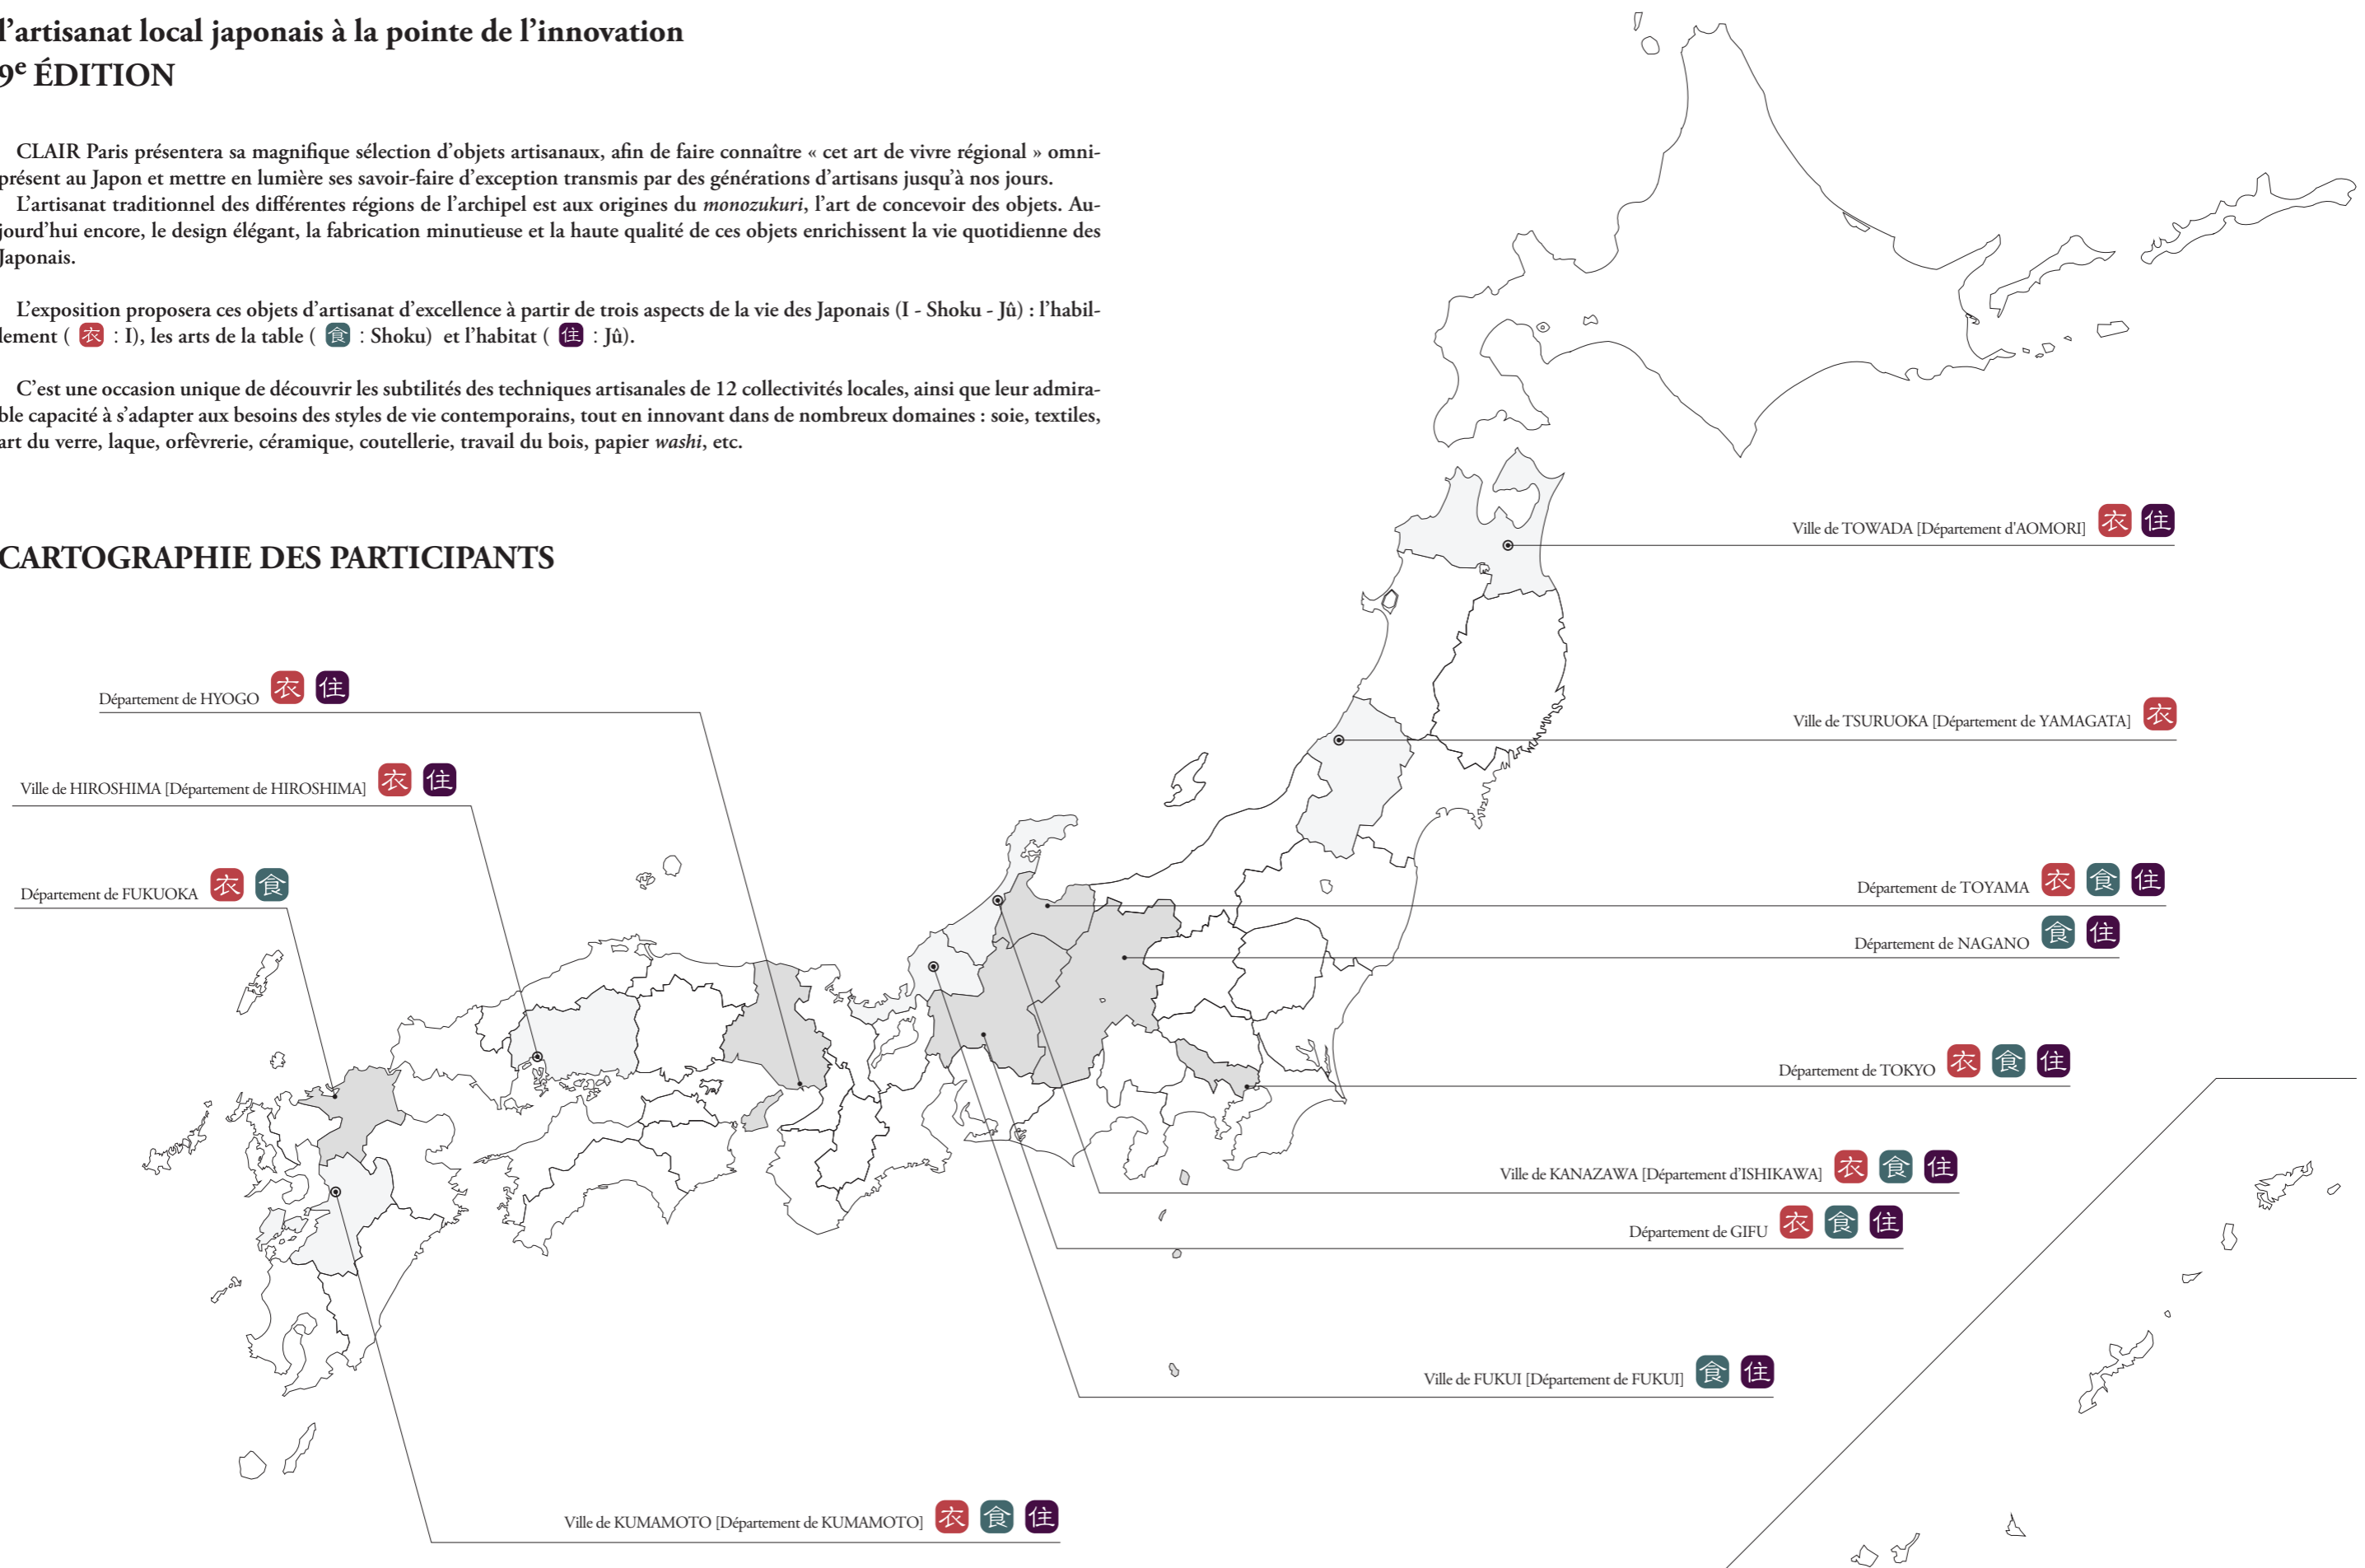 l’artisanat local japonais à la pointe de l’innovation
9e ÉDITION
CLAIR Paris présentera sa magnifique sélection d’objets artisanaux, afin de faire connaître « cet art de vivre régional » omni-
présent au Japon et mettre en lumière ses savoir-faire d’exception transmis par des générations d’artisans jusqu’à nos jours.
L’artisanat traditionnel des différentes régions de l’archipel est aux origines du monozukuri, l’art de concevoir des objets. Au-
jourd’hui encore, le design élégant, la fabrication minutieuse et la haute qualité de ces objets enrichissent la vie quotidienne des
Japonais.
L’exposition proposera ces objets d’artisanat d’excellence à partir de trois aspects de la vie des Japonais (I - Shoku - Jû) : l’habil-
lement ( 衣 : I), les arts de la table ( 食 : Shoku) et l’habitat ( 住 : Jû).
C’est une occasion unique de découvrir les subtilités des techniques artisanales de 12 collectivités locales, ainsi que leur admira-
ble capacité à s’adapter aux besoins des styles de vie contemporains, tout en innovant dans de nombreux domaines : soie, textiles,
art du verre, laque, orfèvrerie, céramique, coutellerie, travail du bois, papier washi, etc.
CARTOGRAPHIE DES PARTICIPANTS
Ville de TOWADA [Département d'AOMORI] 衣 住
Département de HYOGO 衣 住
Ville de TSURUOKA [Département de YAMAGATA] 衣
Ville de HIROSHIMA [Département de HIROSHIMA] 衣 住
Département de FUKUOKA 衣 食
Département de TOYAMA 衣 食 住
Département de NAGANO 食 住
Département de TOKYO 衣 食 住
Ville de KANAZAWA [Département d’ISHIKAWA] 衣 食 住
Département de GIFU 衣 食 住
Ville de FUKUI [Département de FUKUI] 食 住
Ville de KUMAMOTO [Département de KUMAMOTO] 衣 食 住